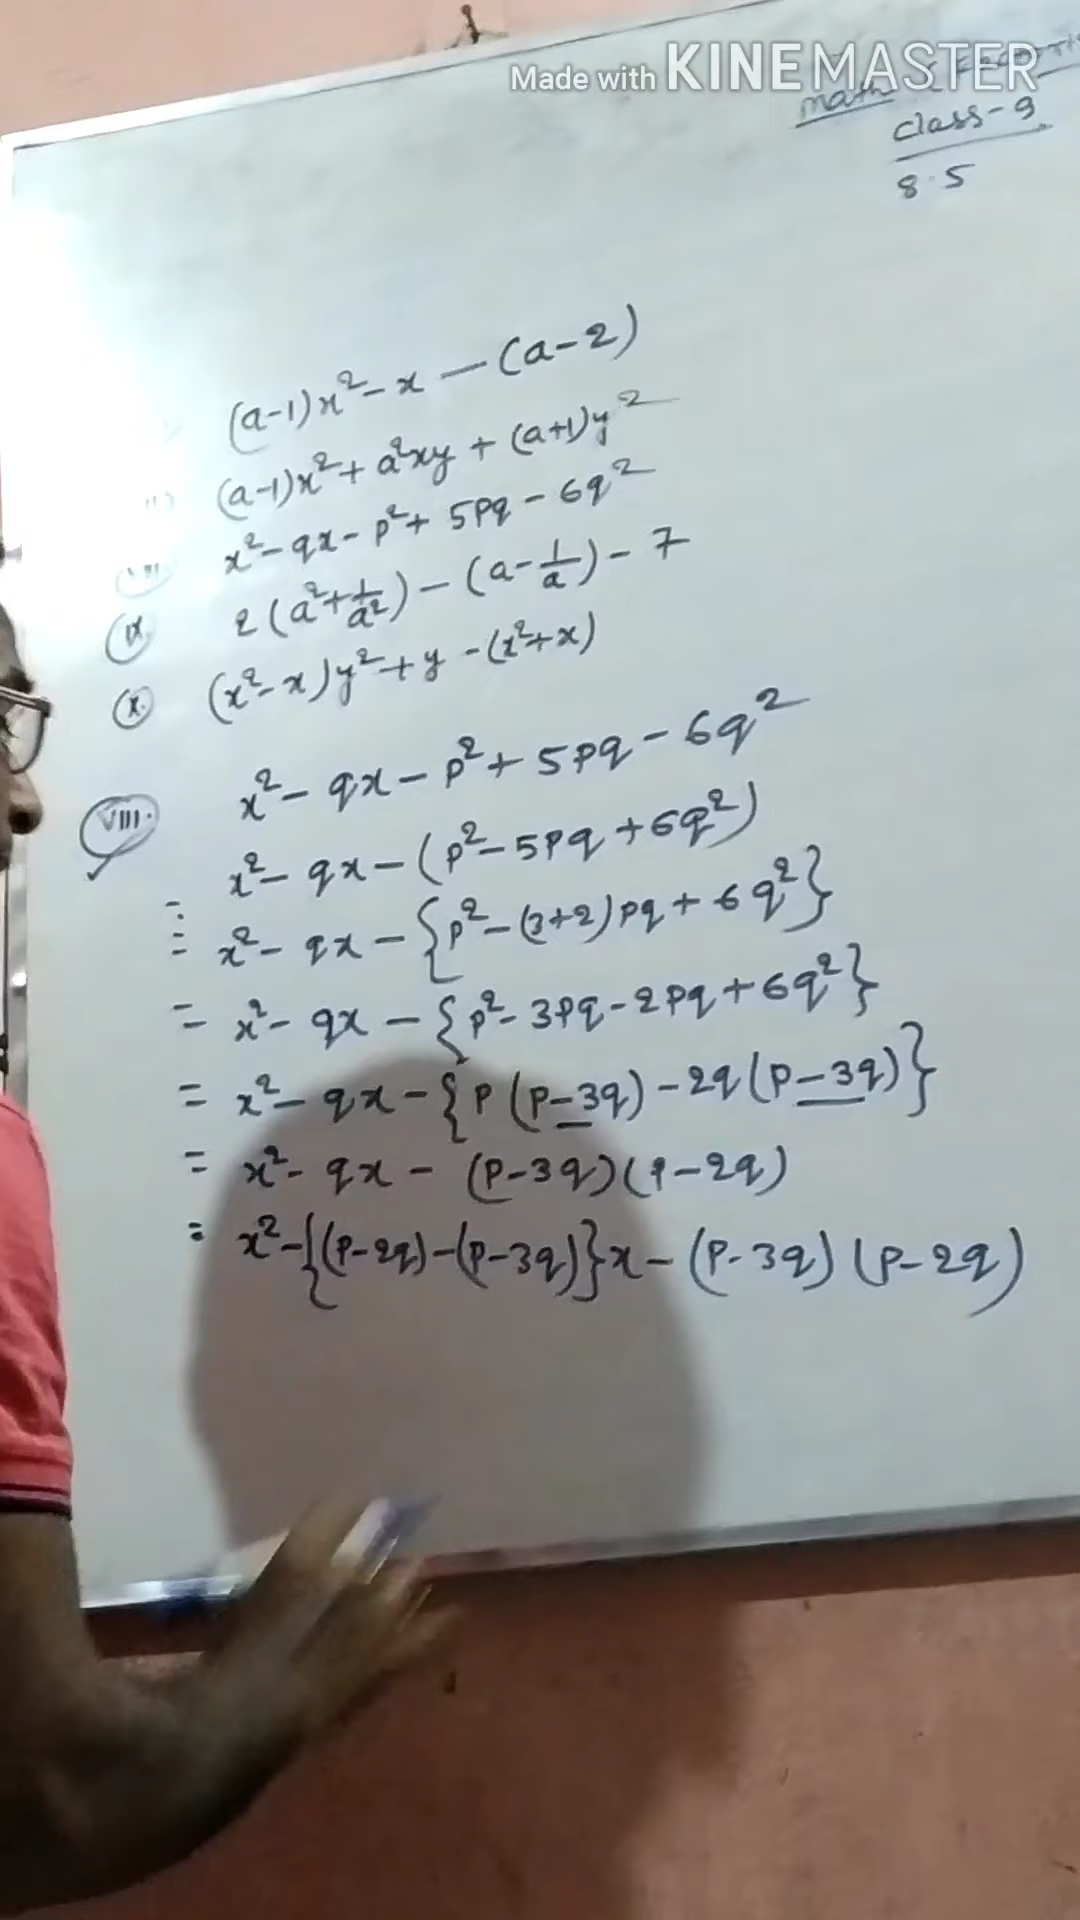 Made with KINEMASTER
Math
Class-9
8.5
(a-1)x²-x-(a-2)
(a-1)x²+a²xy+(a+1)y²
x²-qx-p²+5pq-6q²
ix. 2(a²+1/a²)-(a-1/a)-7
x. (x²-x)y²+y-(x²+x)
VIII. x²-qx-p²+5pq-6q²
= x²-qx-(p²-5pq+6q²)
= x²-qx-{p²-(3+2)pq+6q²}
= x²-qx-{p²-3pq-2pq+6q²}
= x²-qx-{p(p-3q)-2q(p-3q)}
= x²-qx-(p-3q)(p-2q)
= x²-{(p-2q)-(p-3q)}x-(p-3q)(p-2q)